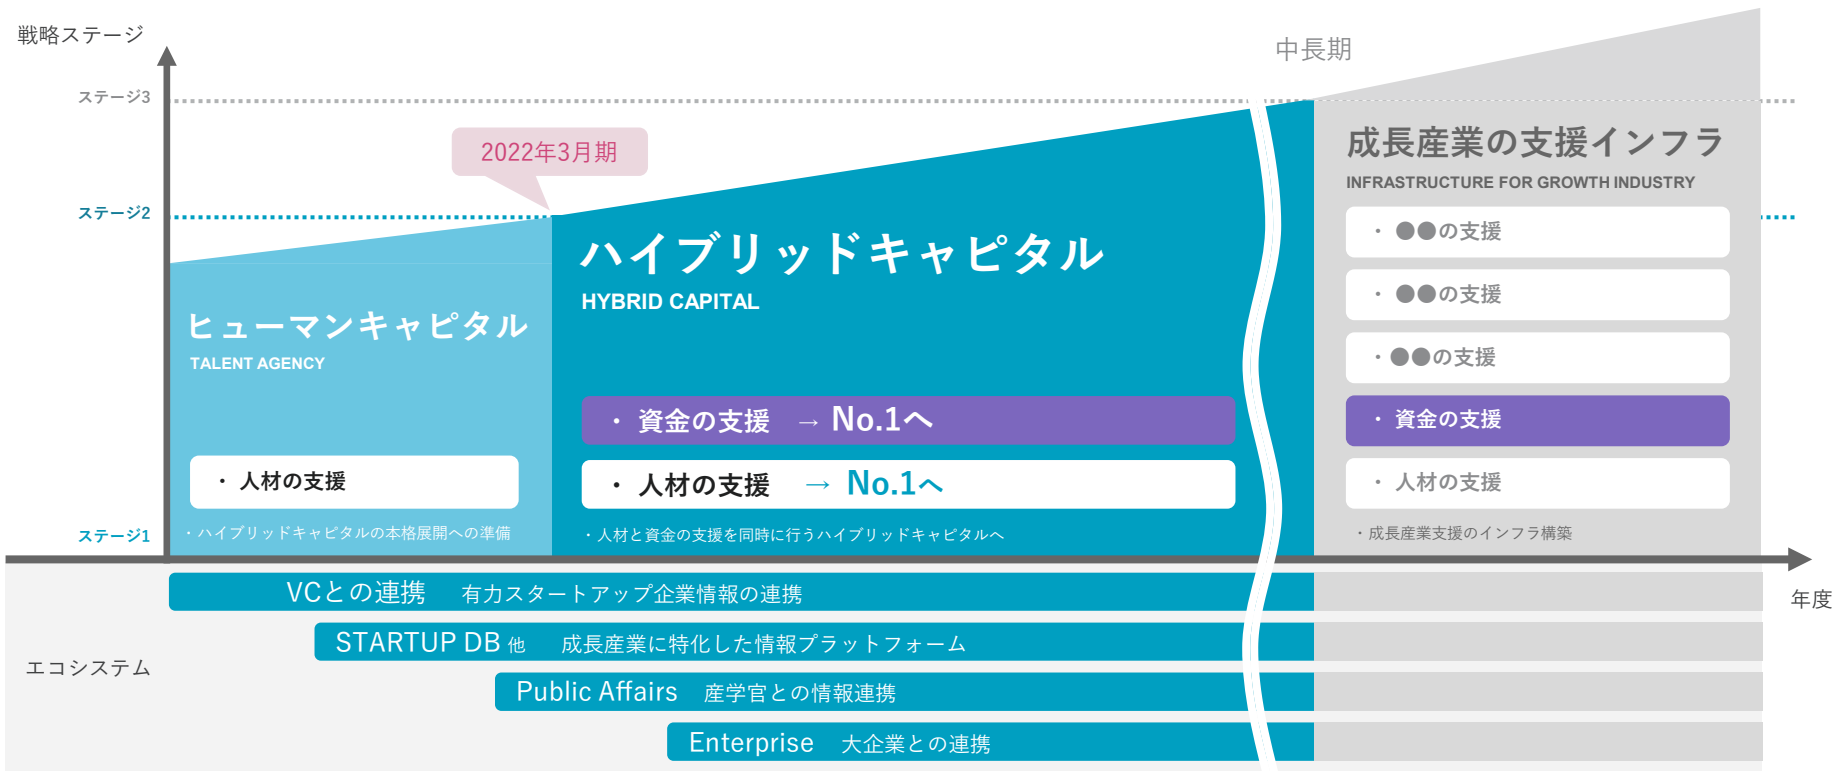 戦略ステージ
中長期
ステージ3
2022年3月期
成長産業の支援インフラ
INFRASTRUCTURE FOR GROWTH INDUSTRY
ステージ2
・ ●●の支援
ハイブリッドキャピタル
HYBRID CAPITAL
・ ●●の支援
ヒューマンキャピタル
TALENT AGENCY
・ ●●の支援
・ 資金の支援 → No.1へ
・ 資金の支援
・ 人材の支援
・ 人材の支援 → No.1へ
・ 人材の支援
ステージ1
・ハイブリッドキャピタルの本格展開への準備
・人材と資金の支援を同時に行うハイブリッドキャピタルへ
・成長産業支援のインフラ構築
VCとの連携 有力スタートアップ企業情報の連携
年度
STARTUP DB 他 成長産業に特化した情報プラットフォーム
エコシステム
Public Affairs 産学官との情報連携
Enterprise 大企業との連携